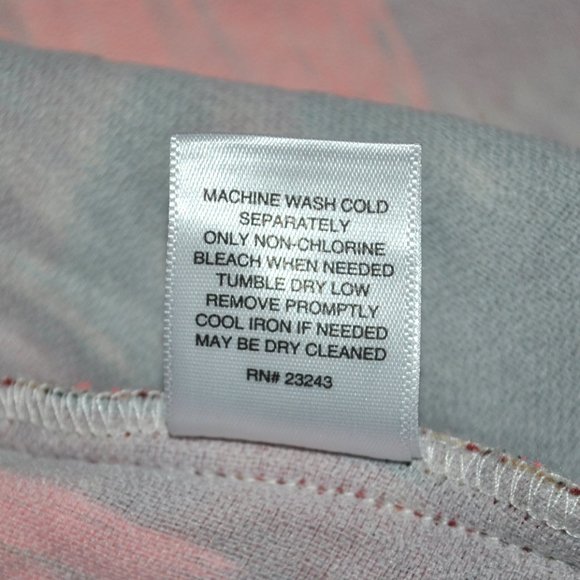 MACHINE WASH COLD
SEPARATELY
ONLY NON-CHLORINE
BLEACH WHEN NEEDED
TUMBLE DRY LOW
REMOVE PROMPTLY
COOL IRON IF NEEDED
MAY BE DRY CLEANED
RN# 23243